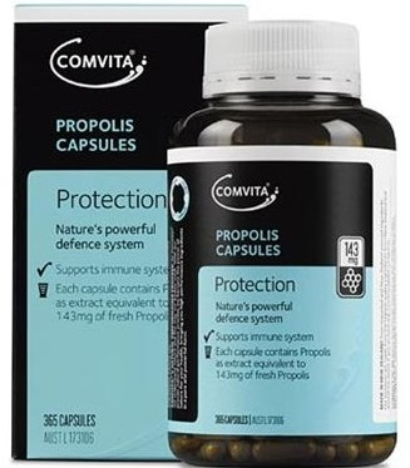 COMVITA®
PROPOLIS
CAPSULES
Protection
Nature's powerful
defence system
Supports immune syste
Each capsule contains P
as extract equivalent to
143mg of fresh Propol
365 CAPSULES
AUST L 173106
COMVITA®
PROPOLIS
CAPSULES
143
mg
Protection
Nature's powerful
defence system
Supports immune system
Each capsule contains Propolis
as extract equivalent to
143mg of fresh Propolis
365 CAPSULES | AUST L 173106